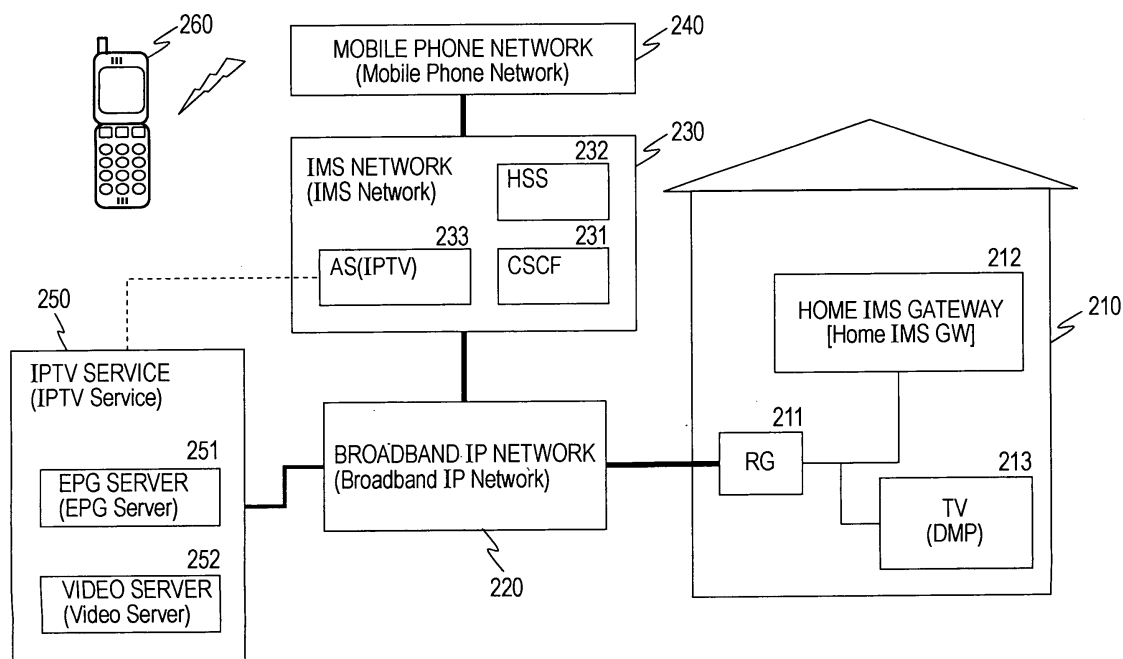 260
240
MOBILE PHONE NETWORK
(Mobile Phone Network)
230
IMS NETWORK
(IMS Network)
232
HSS
233
AS(IPTV)
231
CSCF
212
HOME IMS GATEWAY
[Home IMS GW]
210
250
IPTV SERVICE
(IPTV Service)
251
EPG SERVER
(EPG Server)
252
VIDEO SERVER
(Video Server)
BROADBAND IP NETWORK
(Broadband IP Network)
220
211
RG
213
TV
(DMP)